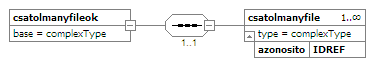 csatolmanyfileok
base = complexType
1..1
csatolmanyfile 1..∞
type = complexType
azonosito IDREF